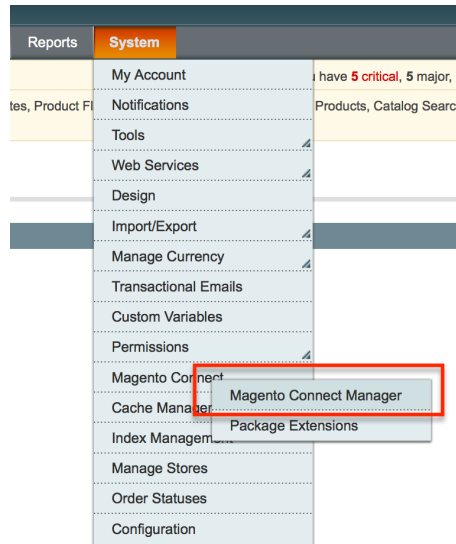 Reports System
My Account
have 5 critical, 5 major,
tes, Product Fl
Notifications
Products, Catalog Searc
Tools
Web Services
Design
Import/Export
Manage Currency
Transactional Emails
Custom Variables
Permissions
Magento Connect
Magento Connect Manager
Cache Manage
Package Extensions
Index Management
Manage Stores
Order Statuses
Configuration